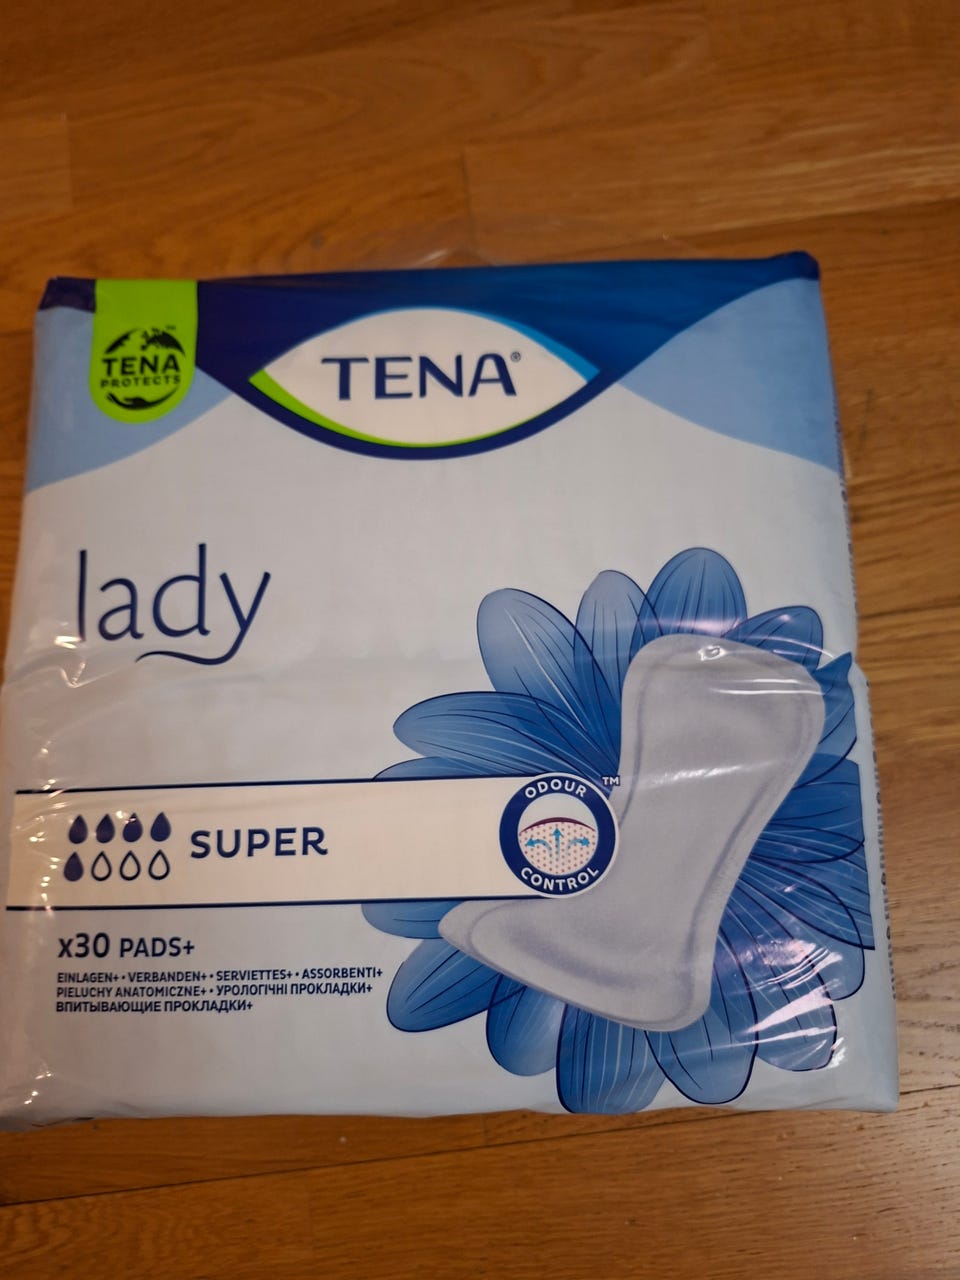 TENA
PROTECTS
TENA®
lady
ODOUR
CONTROL
™
SUPER
x30 PADS+
EINLAGEN+ • VERBANDEN+ • SERVIETTES+ • ASSORBENTI+
PIELUCHY ANATOMICZNE+ • УРОЛОГІЧНІ ПРОКЛАДКИ+
ВПИТЫВАЮЩИЕ ПРОКЛАДКИ+